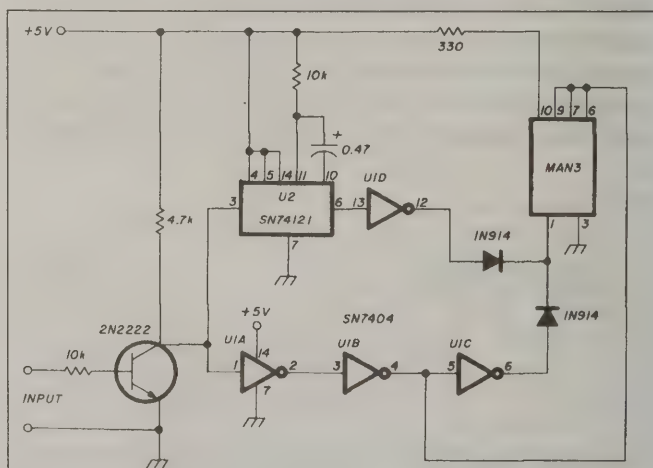 +5V
330
10k
10 9 7 6
+
0.47
MAN3
4 5 14 11 10
U2
SN74121
3
6
U1D
13 12
1 3
7
4.7k
1N914
+5V
SN7404
1N914
2N2222
U1A
14
U1B
U1C
10k
1 2
3 4
5 6
7
INPUT